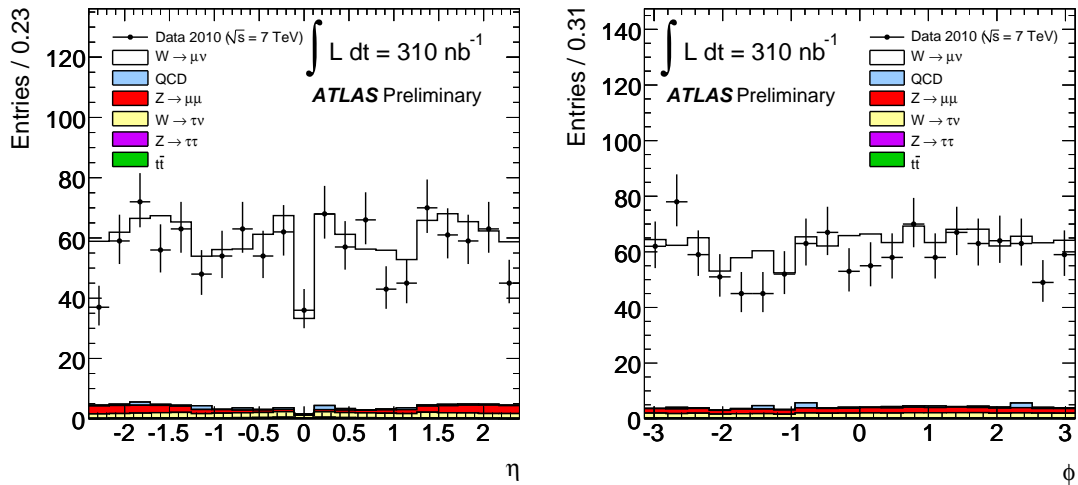 Entries / 0.23
Data 2010 (√s = 7 TeV)
W → μν
QCD
Z → μμ
W → τν
Z → ττ
tt̄
∫ L dt = 310 nb⁻¹
ATLAS Preliminary
120
100
80
60
40
20
0
-2 -1.5 -1 -0.5 0 0.5 1 1.5 2
η
Entries / 0.31
Data 2010 (√s = 7 TeV)
W → μν
QCD
Z → μμ
W → τν
Z → ττ
tt̄
∫ L dt = 310 nb⁻¹
ATLAS Preliminary
140
120
100
80
60
40
20
0
-3 -2 -1 0 1 2 3
ϕ